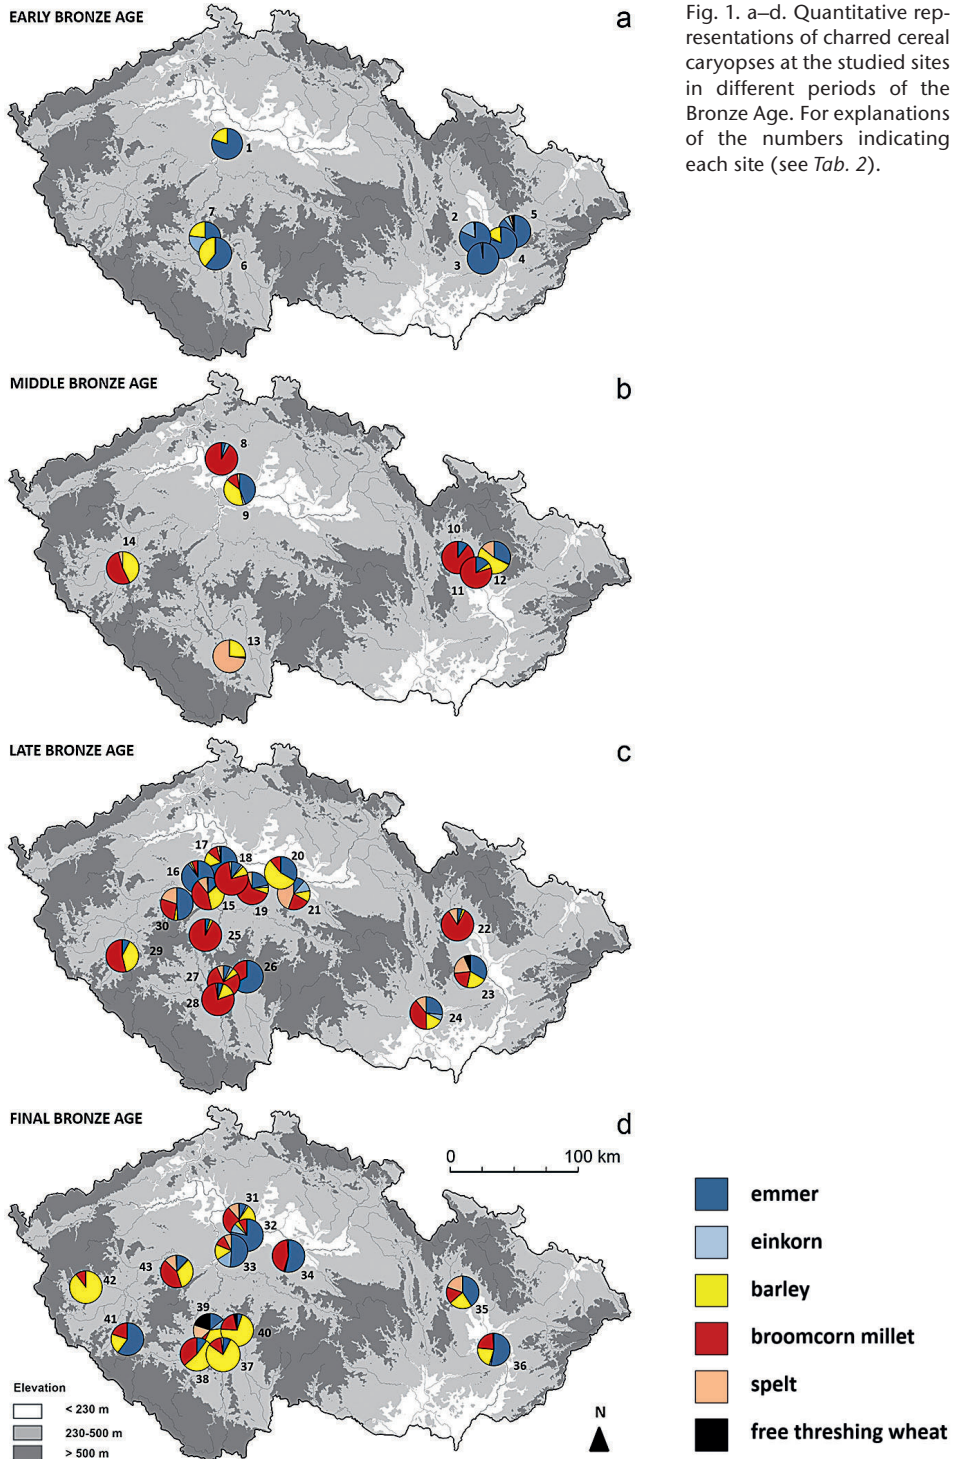 EARLY BRONZE AGE
a
Fig. 1. a–d. Quantitative rep-
resentations of charred cereal
caryopses at the studied sites
in different periods of the
Bronze Age. For explanations
of the numbers indicating
each site (see Tab. 2).
1
7
2
5
6
3
4
MIDDLE BRONZE AGE
b
8
9
10
14
11
12
13
LATE BRONZE AGE
c
17
18
20
16
15
19
21
30
25
22
29
27
26
23
28
24
FINAL BRONZE AGE
d
0 100 km
31
32
43
33
34
42
39
35
41
40
36
38
37
Elevation
< 230 m
230-500 m
> 500 m
N
emmer
einkorn
barley
broomcorn millet
spelt
free threshing wheat